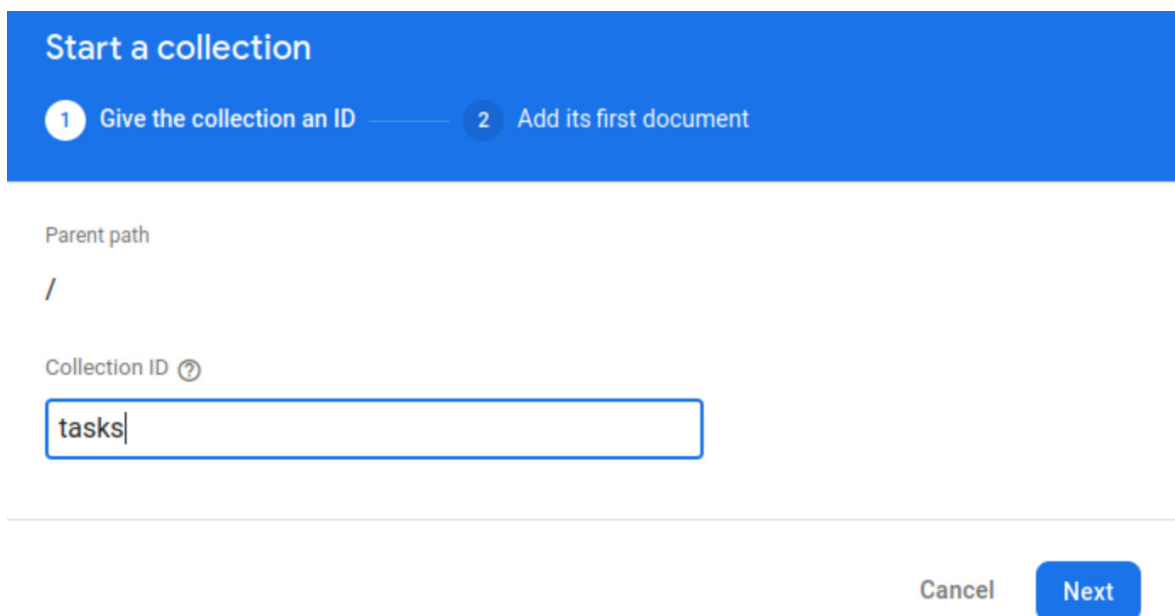 Start a collection
1 Give the collection an ID 2 Add its first document
Parent path
/
Collection ID ?
tasks
Cancel Next